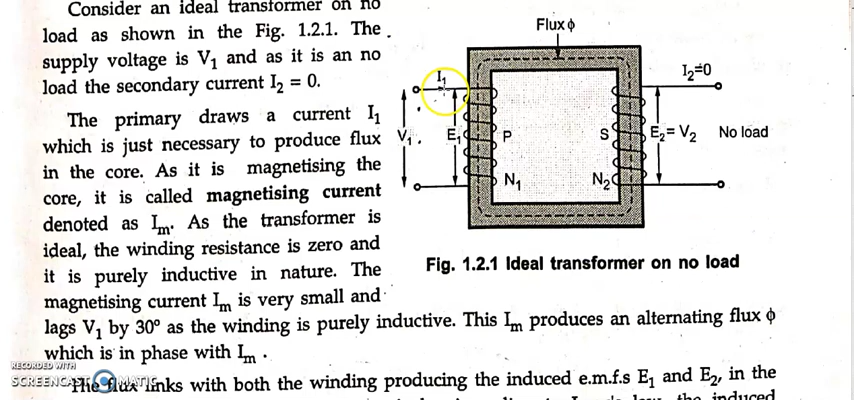 Consider an ideal transformer on no
load as shown in the Fig. 1.2.1. The
supply voltage is V₁ and as it is an no
load the secondary current I₂ = 0.
The primary draws a current I₁
which is just necessary to produce flux
in the core. As it is magnetising the
core, it is called magnetising current
denoted as Iₘ. As the transformer is
ideal, the winding resistance is zero and
it is purely inductive in nature. The
magnetising current Iₘ is very small and
lags V₁ by 30° as the winding is purely inductive. This Iₘ produces an alternating flux ϕ
which is in phase with Iₘ .
The flux links with both the winding producing the induced e.m.f.s E₁ and E₂, in the
Flux ϕ
I₁
I₂=0
V₁
E₁
P
S
E₂= V₂
No load
N₁
N₂
Fig. 1.2.1 Ideal transformer on no load
RECORDED WITH
SCREENCAST MATIC